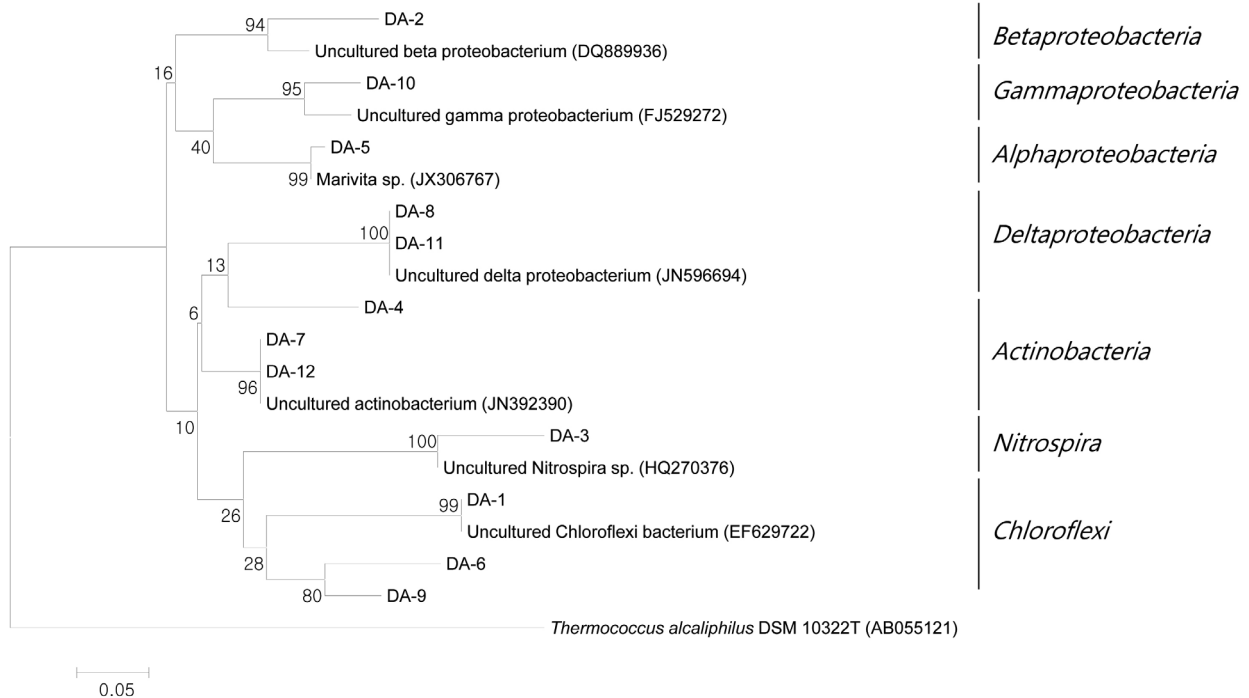 DA-2
94
Uncultured beta proteobacterium (DQ889936)
Betaproteobacteria
16
DA-10
95
Uncultured gamma proteobacterium (FJ529272)
Gammaproteobacteria
40
DA-5
99
Marivita sp. (JX306767)
Alphaproteobacteria
DA-8
100
DA-11
Uncultured delta proteobacterium (JN596694)
Deltaproteobacteria
13
DA-4
6
DA-7
DA-12
96
Uncultured actinobacterium (JN392390)
Actinobacteria
10
DA-3
100
Uncultured Nitrospira sp. (HQ270376)
Nitrospira
26
DA-1
99
Uncultured Chloroflexi bacterium (EF629722)
Chloroflexi
28
DA-6
80
DA-9
Thermococcus alcaliphilus DSM 10322T (AB055121)
0.05